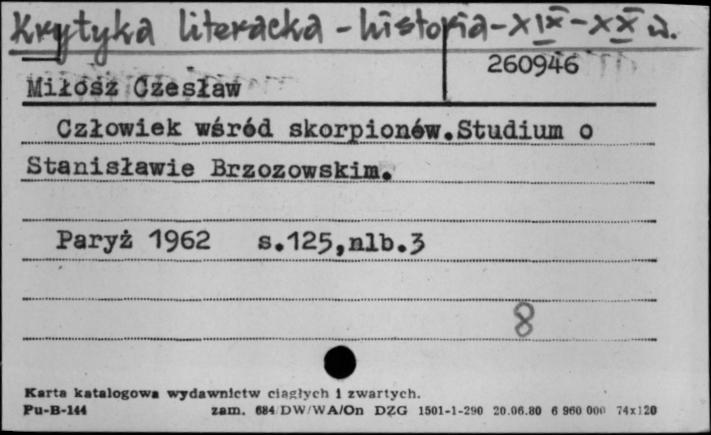 Krytyka literacka - historia - XIX - XX w.
260946
Miłosz Czesław
Człowiek wśród skorpionów.Studium o
Stanisławie Brzozowskim.
Paryż 1962 s.125,nlb.3
8
Karta katalogowa wydawnictw ciągłych i zwartych.
Pu-B-144 zam. 684/DW/WA/On DZG 1501-1-290 20.06.80 6 960 000 74x120